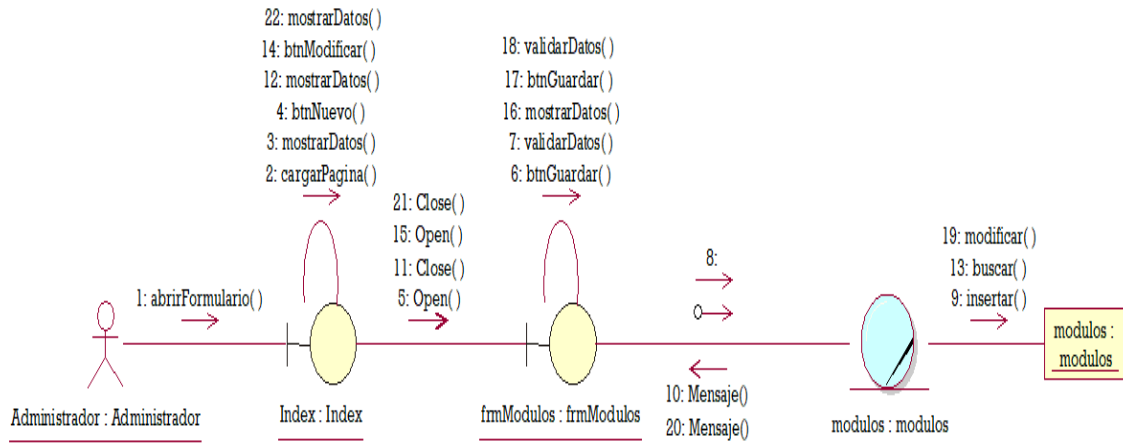 22: mostrarDatos( )
14: btnModificar( )
12: mostrarDatos( )
4: btnNuevo( )
3: mostrarDatos( )
2: cargarPagina( )
18: validarDatos( )
17: btnGuardar( )
16: mostrarDatos( )
7: validarDatos( )
6: btnGuardar( )
21: Close( )
15: Open( )
11: Close( )
5: Open( )
8:
19: modificar( )
13: buscar( )
9: insertar( )
1: abrirFormulario( )
modulos :
modulos
10: Mensaje()
20: Mensaje()
Administrador : Administrador
Index : Index
frmModulos : frmModulos
modulos : modulos